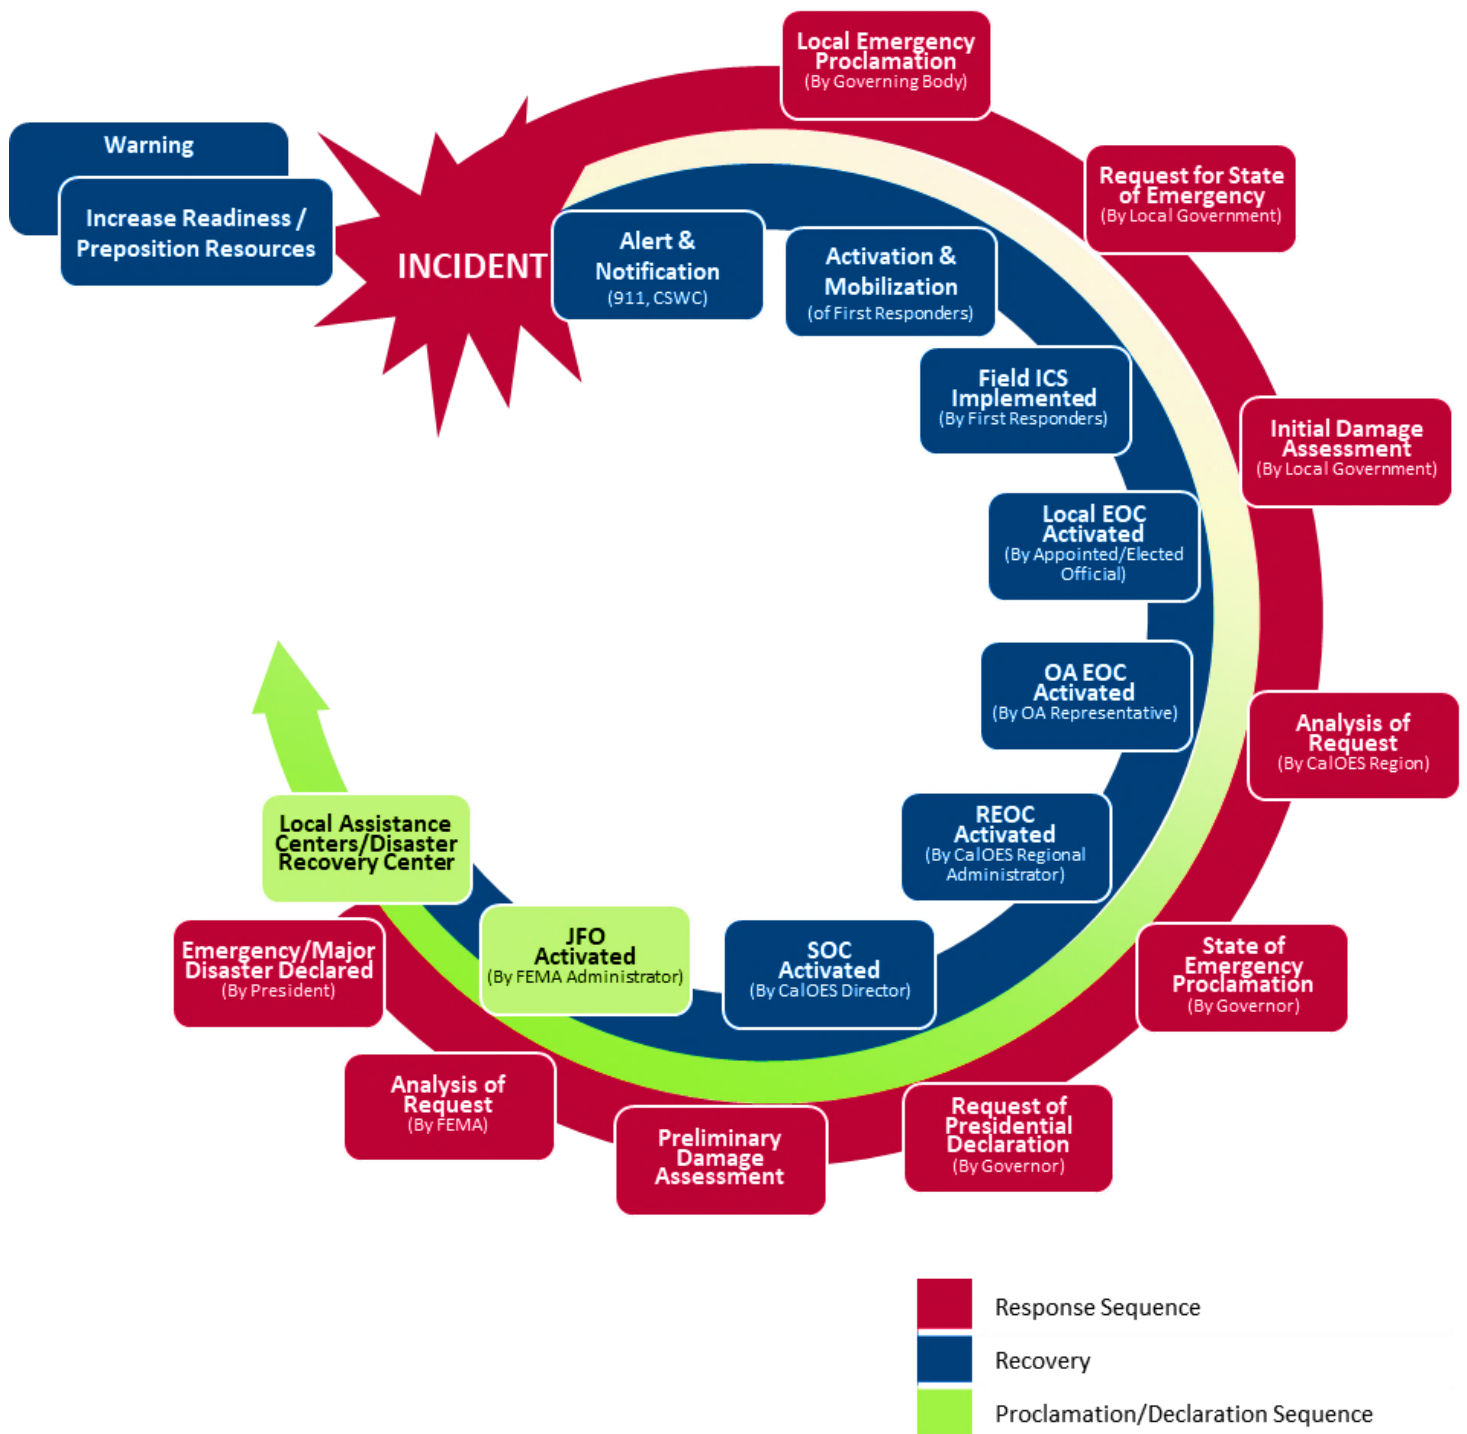 Warning
Increase Readiness /
Preposition Resources
INCIDENT
Alert &
Notification
(911, CSWC)
Activation &
Mobilization
(of First Responders)
Field ICS
Implemented
(By First Responders)
Local EOC
Activated
(By Appointed/Elected
Official)
OA EOC
Activated
(By OA Representative)
REOC
Activated
(By CalOES Regional
Administrator)
SOC
Activated
(By CalOES Director)
JFO
Activated
(By FEMA Administrator)
Local Assistance
Centers/Disaster
Recovery Center
Local Emergency
Proclamation
(By Governing Body)
Request for State
of Emergency
(By Local Government)
Initial Damage
Assessment
(By Local Government)
Analysis of
Request
(By CalOES Region)
State of
Emergency
Proclamation
(By Governor)
Request of
Presidential
Declaration
(By Governor)
Preliminary
Damage
Assessment
Analysis of
Request
(By FEMA)
Emergency/Major
Disaster Declared
(By President)
Response Sequence
Recovery
Proclamation/Declaration Sequence